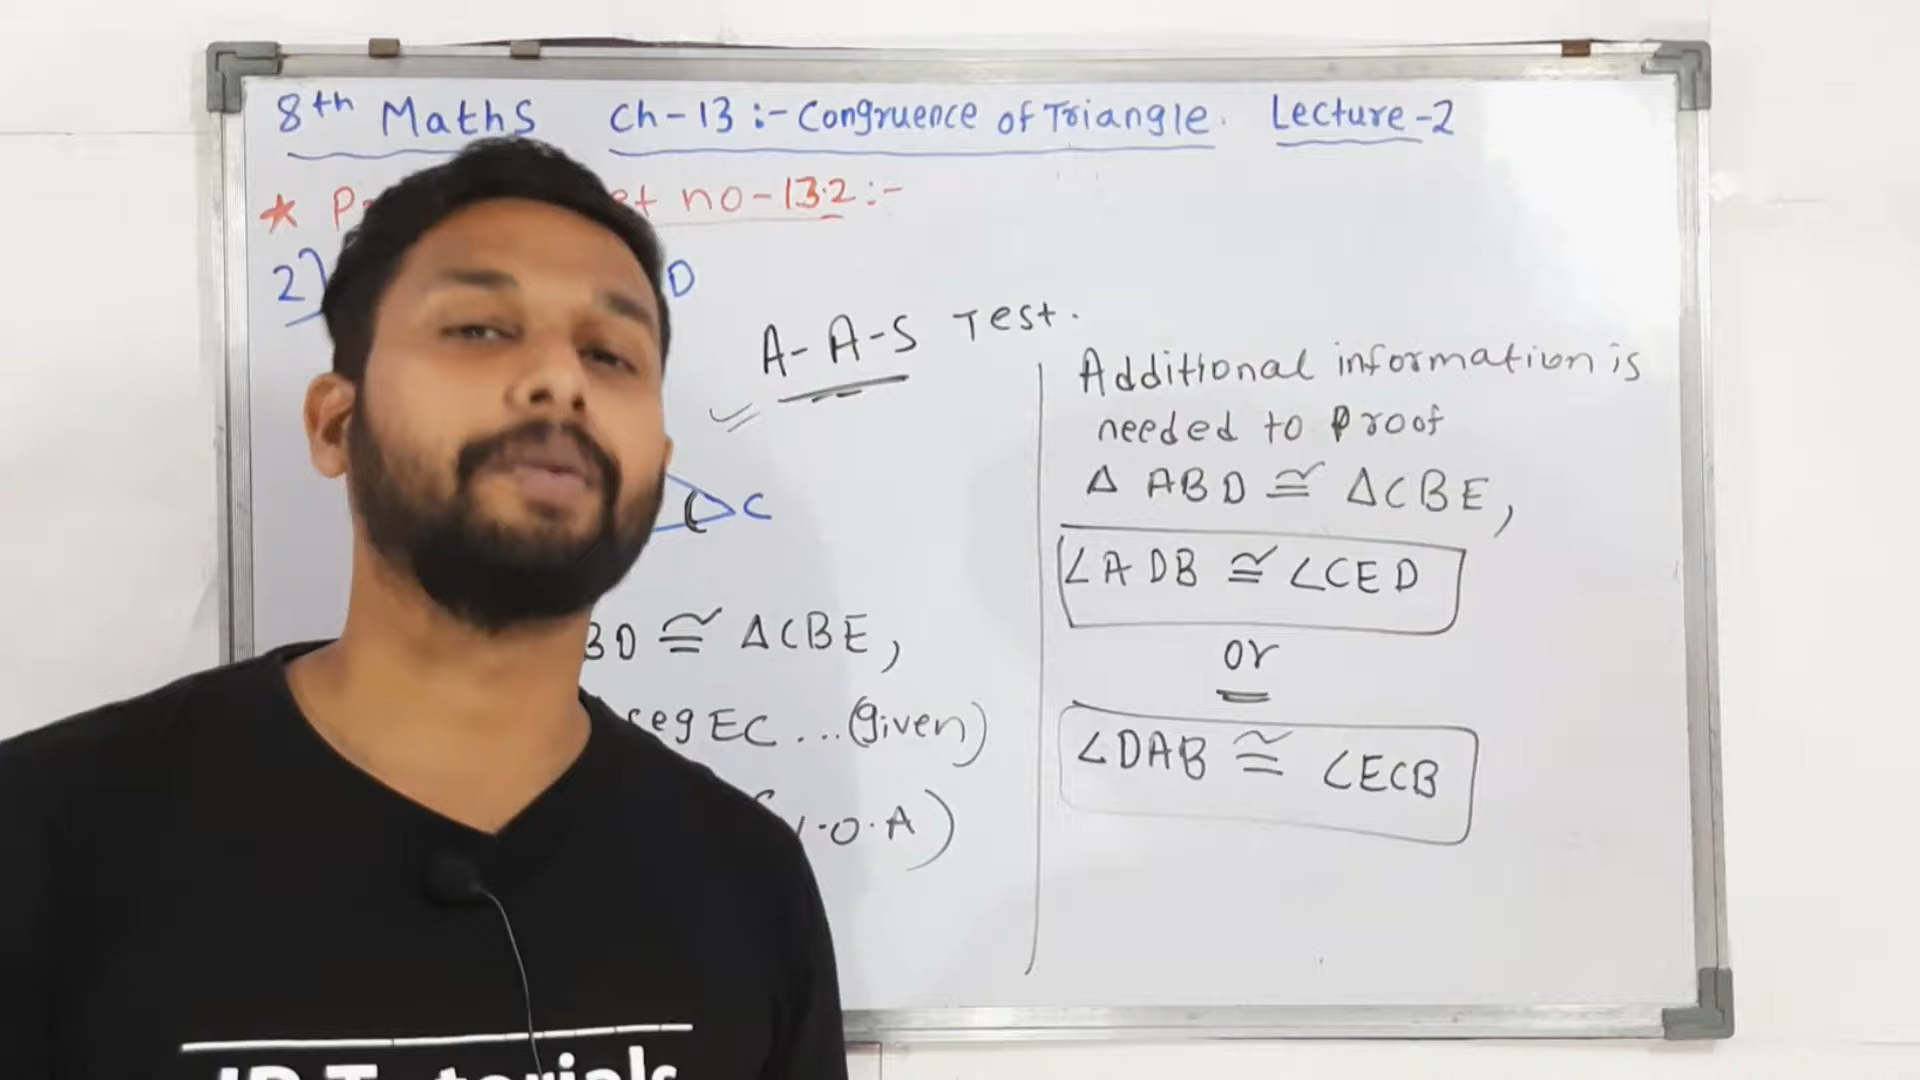 8th Maths Ch-13:- Congruence of Triangle. Lecture-2
no-13.2:-
2)
D
A-A-S Test.
C
BD ≅ ΔCBE,
seg EC ...(given)
.O.A)
Additional information is
needed to proof
Δ ABD ≅ ΔCBE,
∠ADB ≅ ∠CED
or
∠DAB ≅ ∠ECB